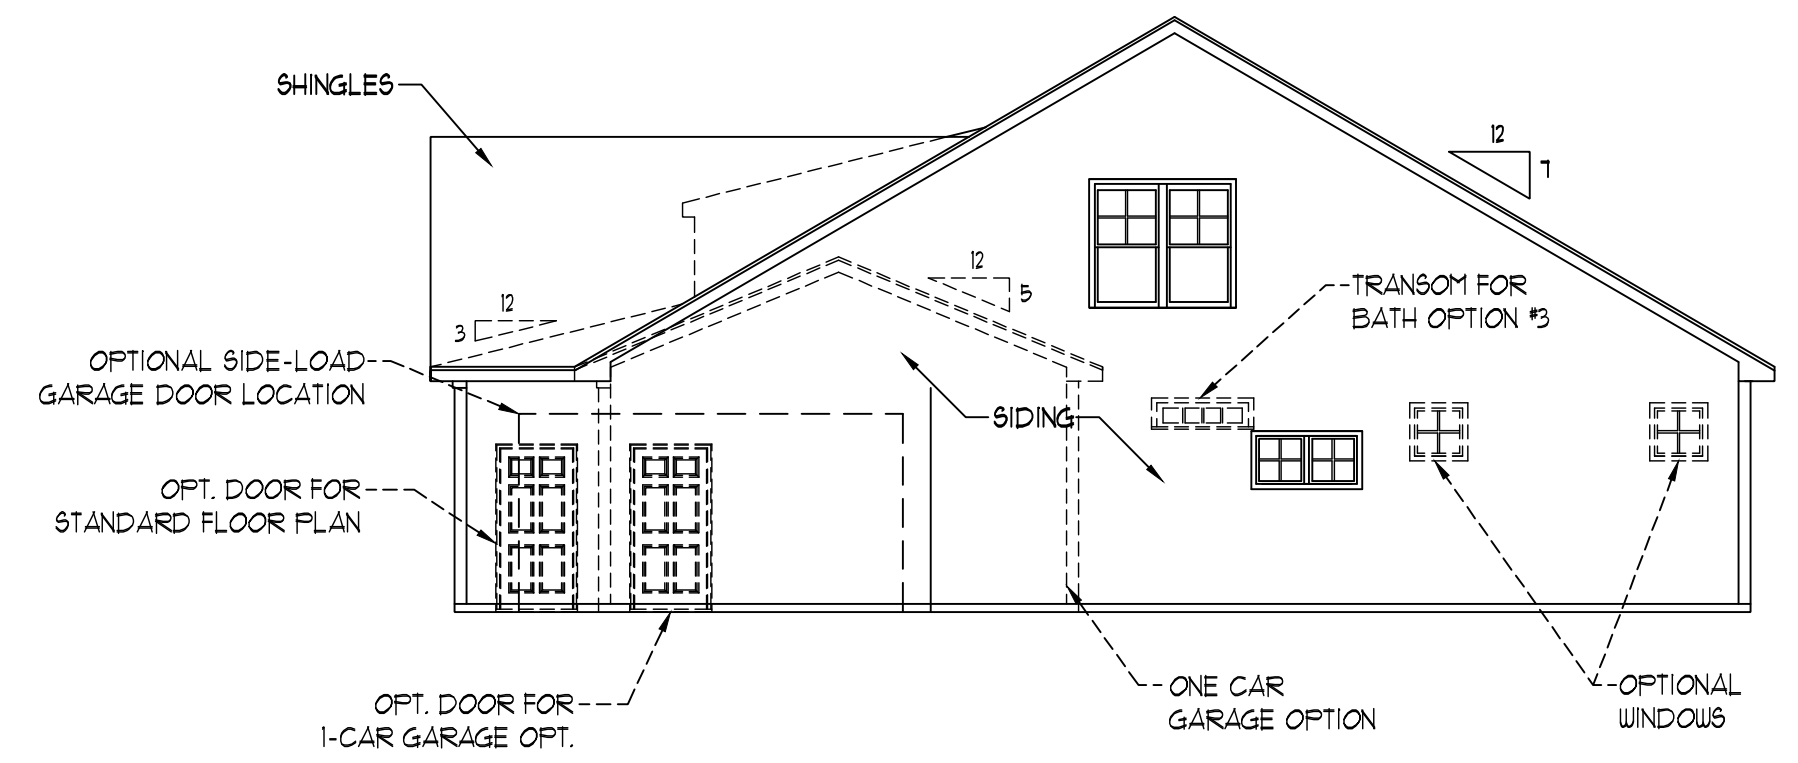 SHINGLES
12
7
12
5
12
3
TRANSOM FOR
BATH OPTION #3
OPTIONAL SIDE-LOAD
GARAGE DOOR LOCATION
SIDING
OPT. DOOR FOR
STANDARD FLOOR PLAN
OPT. DOOR FOR
1-CAR GARAGE OPT.
ONE CAR
GARAGE OPTION
OPTIONAL
WINDOWS